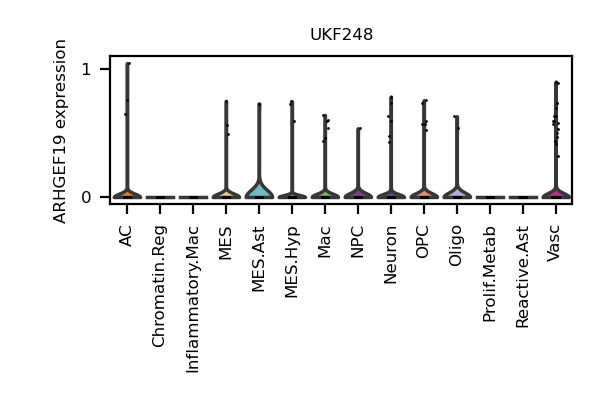 UKF248
ARHGEF19 expression
1
0
AC
Chromatin.Reg
Inflammatory.Mac
MES
MES.Ast
MES.Hyp
Mac
NPC
Neuron
OPC
Oligo
Prolif.Metab
Reactive.Ast
Vasc